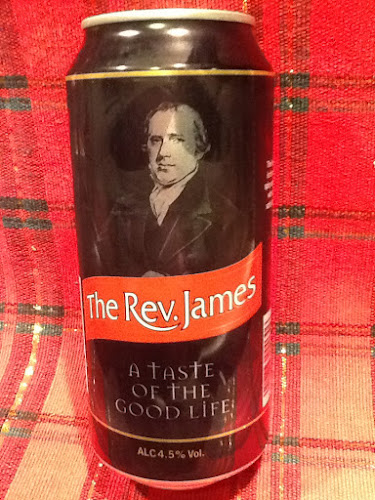 The Rev. James
A TASTE
OF THE
GOOD LIFE
ALC 4.5% Vol.